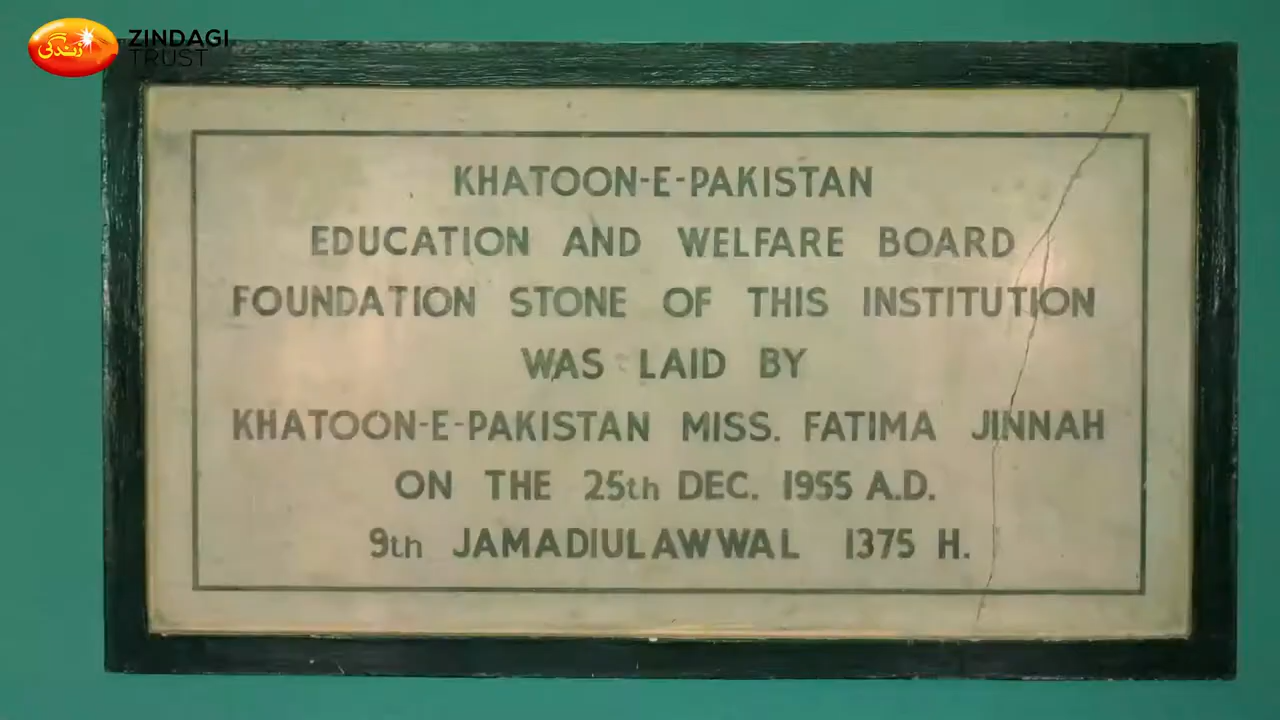 زندگی
ZINDAGI
TRUST
KHATOON-E-PAKISTAN
EDUCATION AND WELFARE BOARD
FOUNDATION STONE OF THIS INSTITUTION
WAS LAID BY
KHATOON-E-PAKISTAN MISS. FATIMA JINNAH
ON THE 25th DEC. 1955 A.D.
9th JAMADIULAWWAL 1375 H.